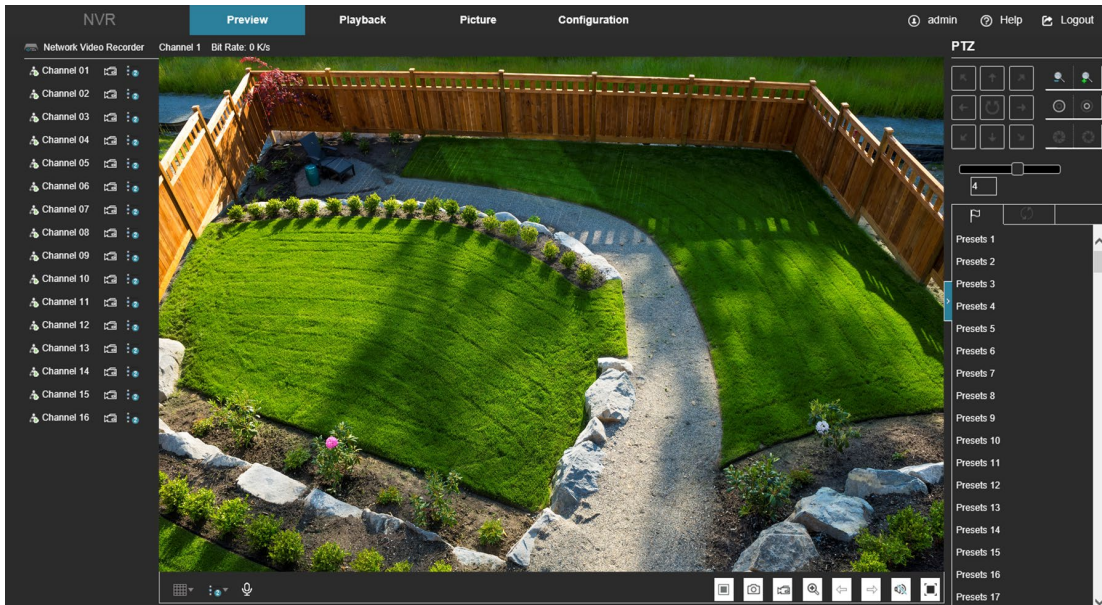 NVR Preview Playback Picture Configuration admin Help Logout
Network Video Recorder Channel 1 Bit Rate: 0 K/s PTZ
Channel 01
Channel 02
Channel 03
Channel 04
Channel 05
Channel 06
Channel 07
Channel 08
Channel 09
Channel 10
Channel 11
Channel 12
Channel 13
Channel 14
Channel 15
Channel 16
4
Presets 1
Presets 2
Presets 3
Presets 4
Presets 5
Presets 6
Presets 7
Presets 8
Presets 9
Presets 10
Presets 11
Presets 12
Presets 13
Presets 14
Presets 15
Presets 16
Presets 17